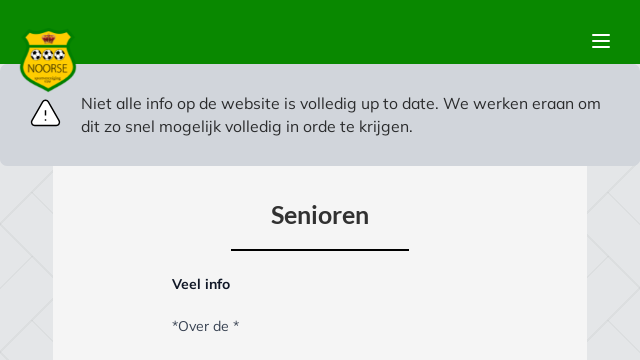 NOORSE
Niet alle info op de website is volledig up to date. We werken eraan om
dit zo snel mogelijk volledig in orde te krijgen.
Senioren
Veel info
*Over de *